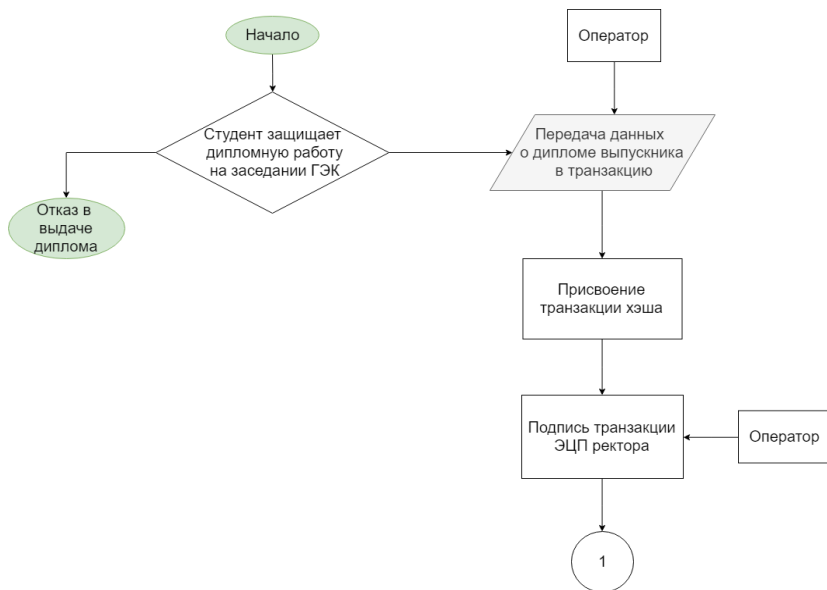 Начало
Оператор
Студент защищает
дипломную работу
на заседании ГЭК
Передача данных
о дипломе выпускника
в транзакцию
Отказ в
выдаче
диплома
Присвоение
транзакции хэша
Подпись транзакции
ЭЦП ректора
Оператор
1